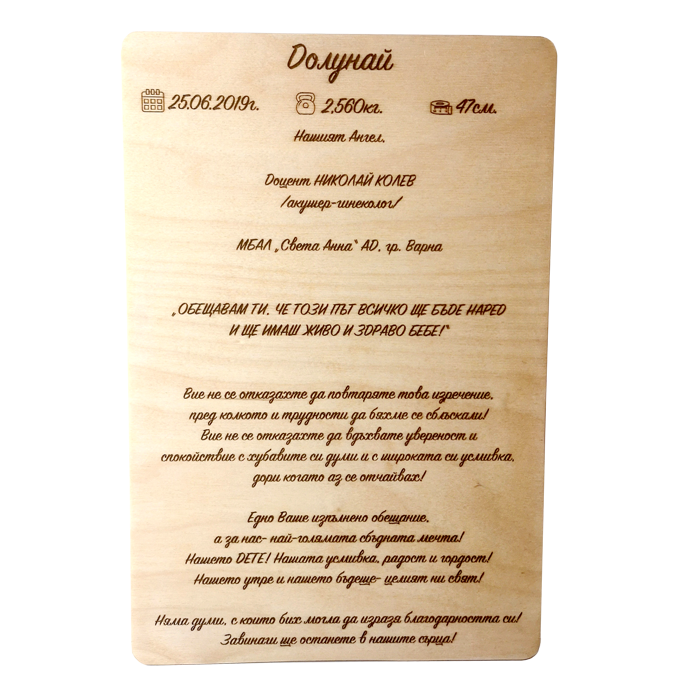 Долунай
25.06.2019г. 2,560кг. 47см.
Нашият Ангел,
Доцент НИКОЛАЙ КОЛЕВ
/акушер-гинеколог/
МБАЛ „Света Анна“ АD, гр. Варна
„ОБЕЩАВАМ ТИ, ЧЕ ТОЗИ ПЪТ ВСИЧКО ЩЕ БЪDЕ НАРЕD
И ЩЕ ИМАШ ЖИВО И ЗDРАВО БЕБЕ!“
Вие не се отказахте да повтаряте това изречение,
пред колкото и трудности да бяхме се сблъскали!
Вие не се отказахте да вдъхвате увереност и
спокойствие с хубавите си думи и с широката си усмивка,
дори когато аз се отчайвах!
Едно Ваше изпълнено обещание,
а за нас- най-голямата сбъдната мечта!
Нашето DЕТЕ! Нашата усмивка, радост и гордост!
Нашето утре и нашето бъдеще- целият ни свят!
Няма думи, с които бих могла да изразя благодарността си!
Завинаги ще останете в нашите сърца!